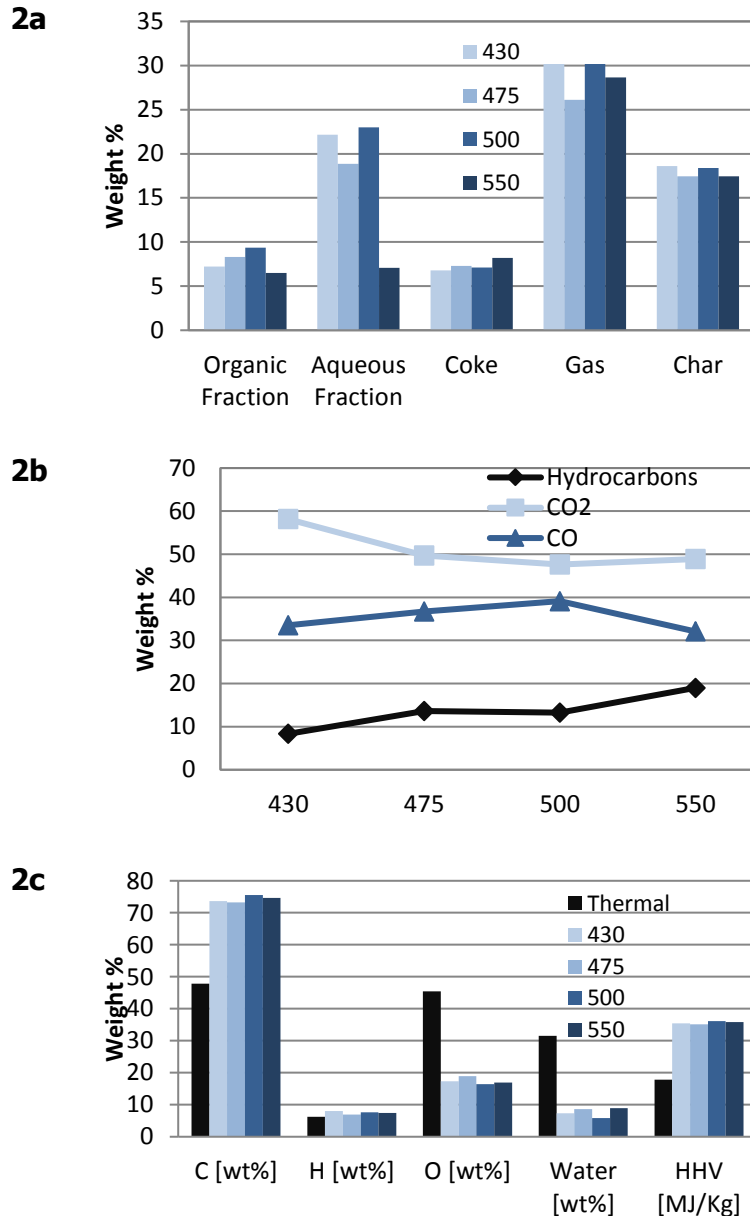 2a
Weight %
35
30
25
20
15
10
5
0
430
475
500
550
Organic
Fraction
Aqueous
Fraction
Coke
Gas
Char
2b
Weight %
70
60
50
40
30
20
10
0
Hydrocarbons
CO2
CO
430
475
500
550
2c
Weight %
80
70
60
50
40
30
20
10
0
Thermal
430
475
500
550
C [wt%]
H [wt%]
O [wt%]
Water
[wt%]
HHV
[MJ/Kg]